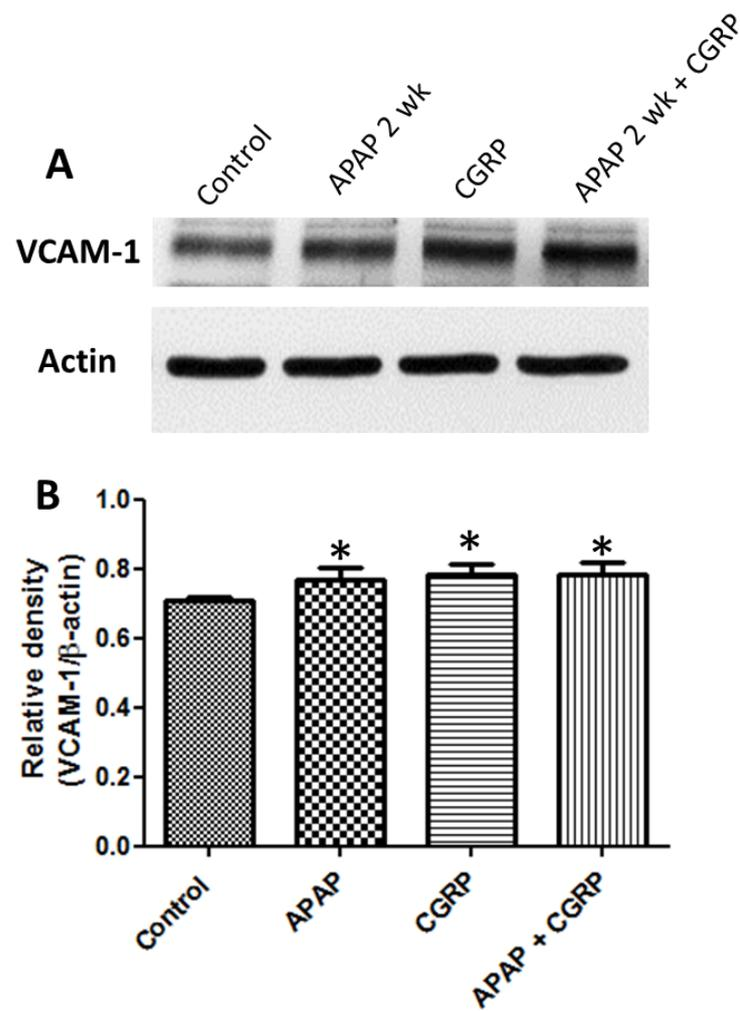 A
Control
APAP 2 wk
CGRP
APAP 2 wk + CGRP
VCAM-1
Actin
B
Relative density
(VCAM-1/β-actin)
1.0
0.8
0.6
0.4
0.2
0.0
*
*
*
Control
APAP
CGRP
APAP + CGRP